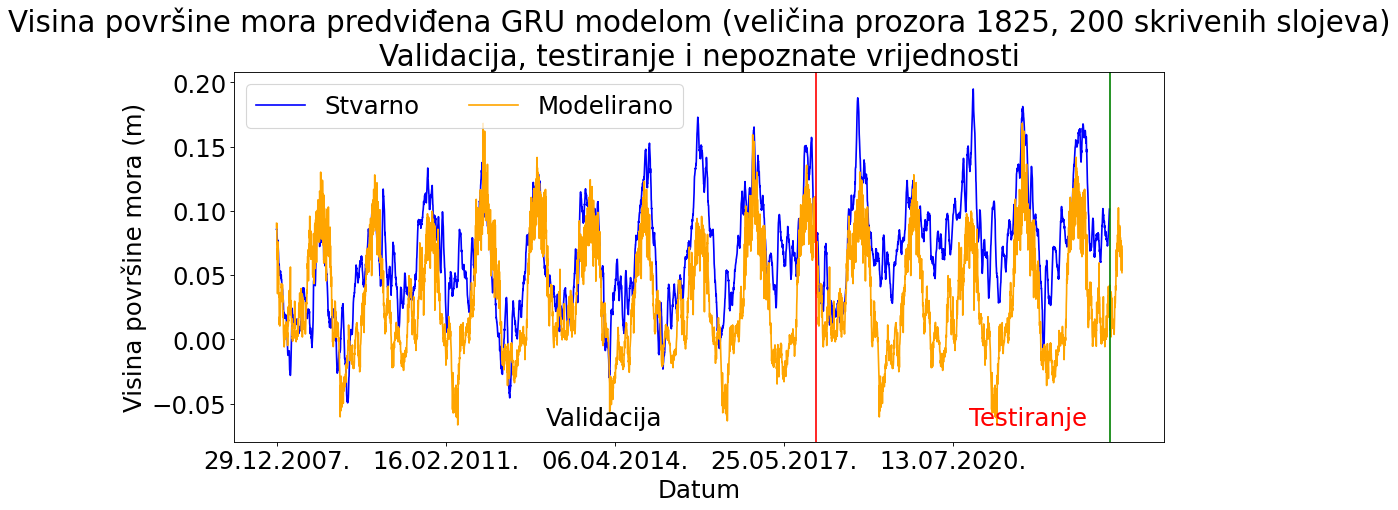 Visina površine mora predviđena GRU modelom (veličina prozora 1825, 200 skrivenih slojeva)
Validacija, testiranje i nepoznate vrijednosti
Stvarno
Modelirano
Visina površine mora (m)
0.20
0.15
0.10
0.05
0.00
−0.05
Validacija
Testiranje
29.12.2007.
16.02.2011.
06.04.2014.
25.05.2017.
13.07.2020.
Datum